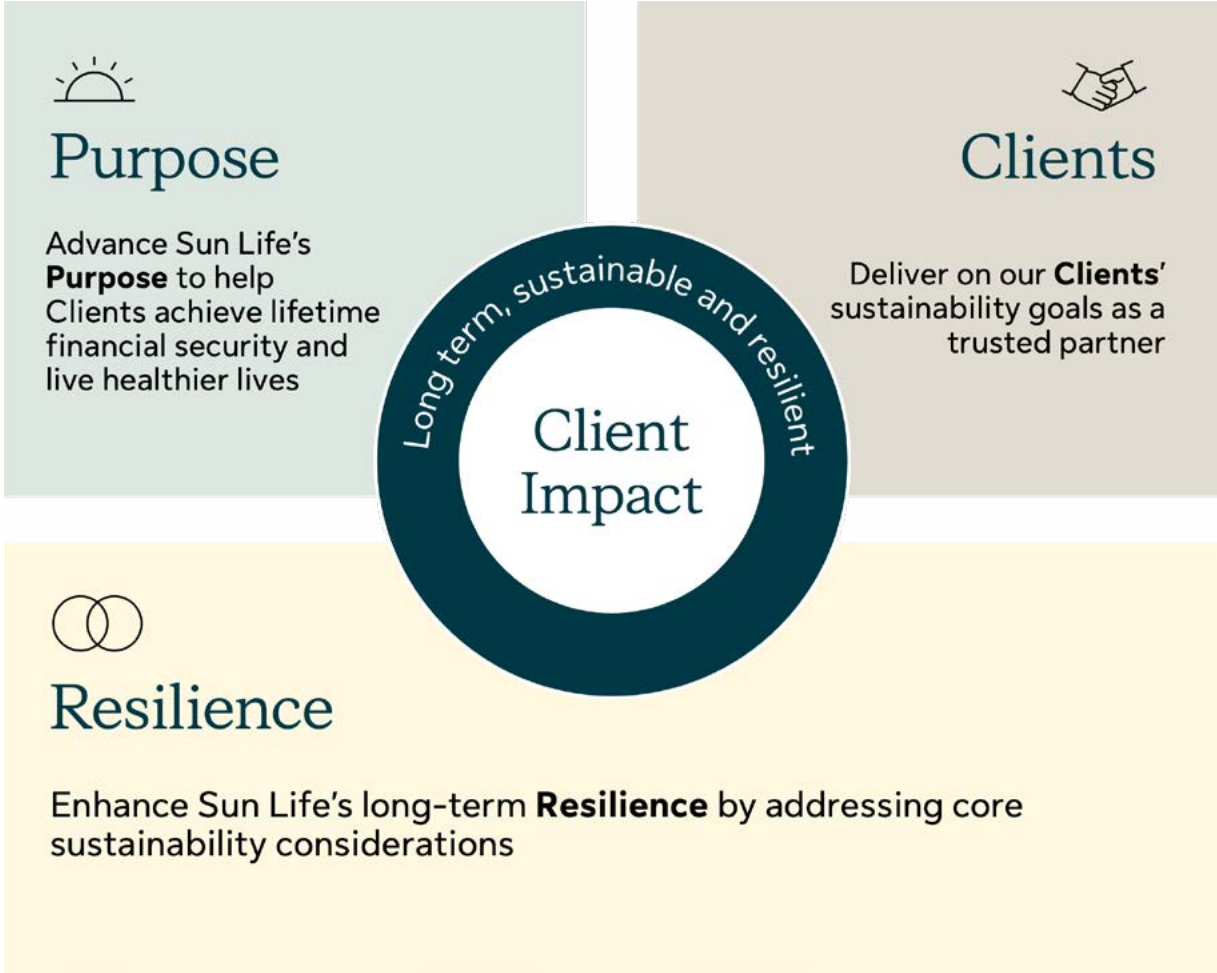 Purpose
Advance Sun Life’s
Purpose to help
Clients achieve lifetime
financial security and
live healthier lives
Clients
Deliver on our Clients’
sustainability goals as a
trusted partner
Long term, sustainable and resilient
Client
Impact
Resilience
Enhance Sun Life’s long-term Resilience by addressing core
sustainability considerations